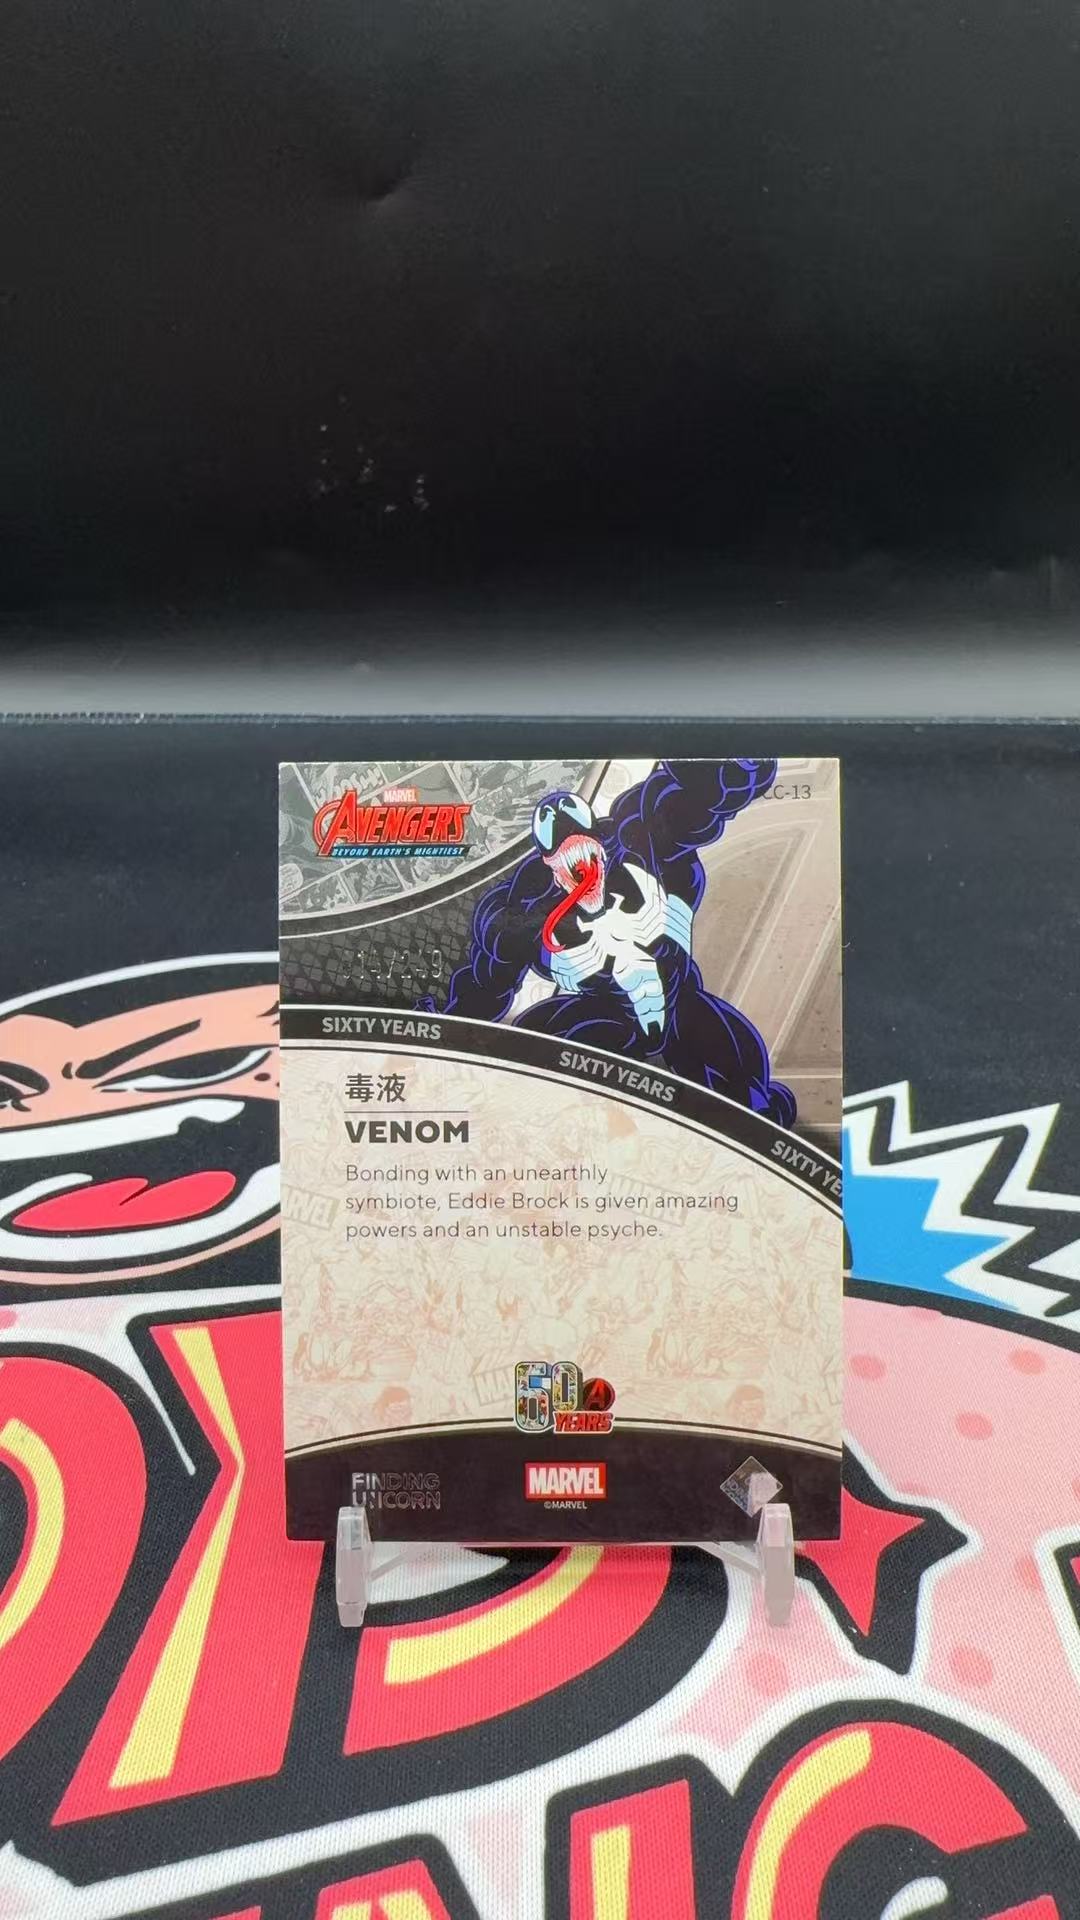 MARVEL
AVENGERS
BEYOND EARTH'S MIGHTIEST
CC-13
SIXTY YEARS
SIXTY YEARS
SIXTY YE
毒液
VENOM
Bonding with an unearthly
symbiote, Eddie Brock is given amazing
powers and an unstable psyche.
60
YEARS
FINDING
UNICORN
MARVEL
©MARVEL